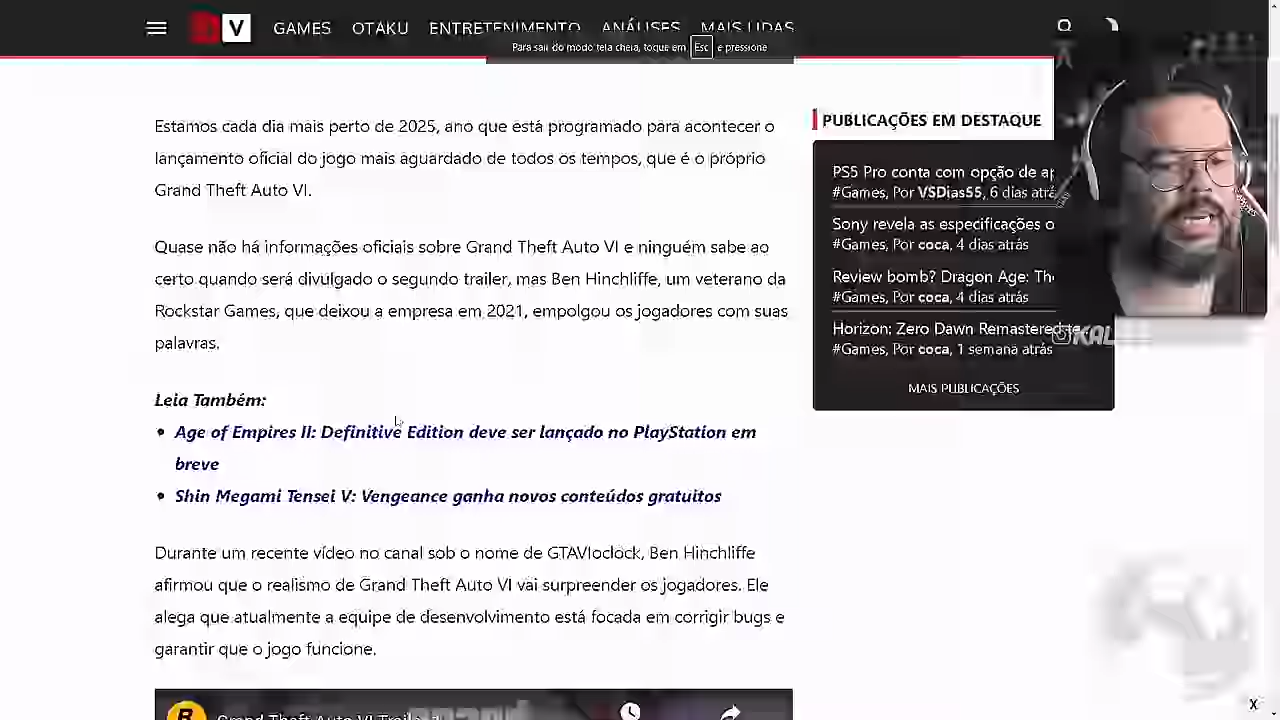 V GAMES OTAKU ENTRETENIMENTO ANÁLISES MAIS LIDAS
Para sair do modo tela cheia, toque em Esc e pressione
Estamos cada dia mais perto de 2025, ano que está programado para acontecer o
lançamento oficial do jogo mais aguardado de todos os tempos, que é o próprio
Grand Theft Auto VI.
Quase não há informações oficiais sobre Grand Theft Auto VI e ninguém sabe ao
certo quando será divulgado o segundo trailer, mas Ben Hinchliffe, um veterano da
Rockstar Games, que deixou a empresa em 2021, empolgou os jogadores com suas
palavras.
Leia Também:
• Age of Empires II: Definitive Edition deve ser lançado no PlayStation em
breve
• Shin Megami Tensei V: Vengeance ganha novos conteúdos gratuitos
Durante um recente vídeo no canal sob o nome de GTAVIoclock, Ben Hinchliffe
afirmou que o realismo de Grand Theft Auto VI vai surpreender os jogadores. Ele
alega que atualmente a equipe de desenvolvimento está focada em corrigir bugs e
garantir que o jogo funcione.
Grand Theft Auto VI Trailer 1
PUBLICAÇÕES EM DESTAQUE
PS5 Pro conta com opção de ap
#Games, Por VSDias55, 6 dias atrá
Sony revela as especificações o
#Games, Por coca, 4 dias atrás
Review bomb? Dragon Age: The
#Games, Por coca, 4 dias atrás
Horizon: Zero Dawn Remastered te
#Games, Por coca, 1 semana atrás
MAIS PUBLICAÇÕES
X